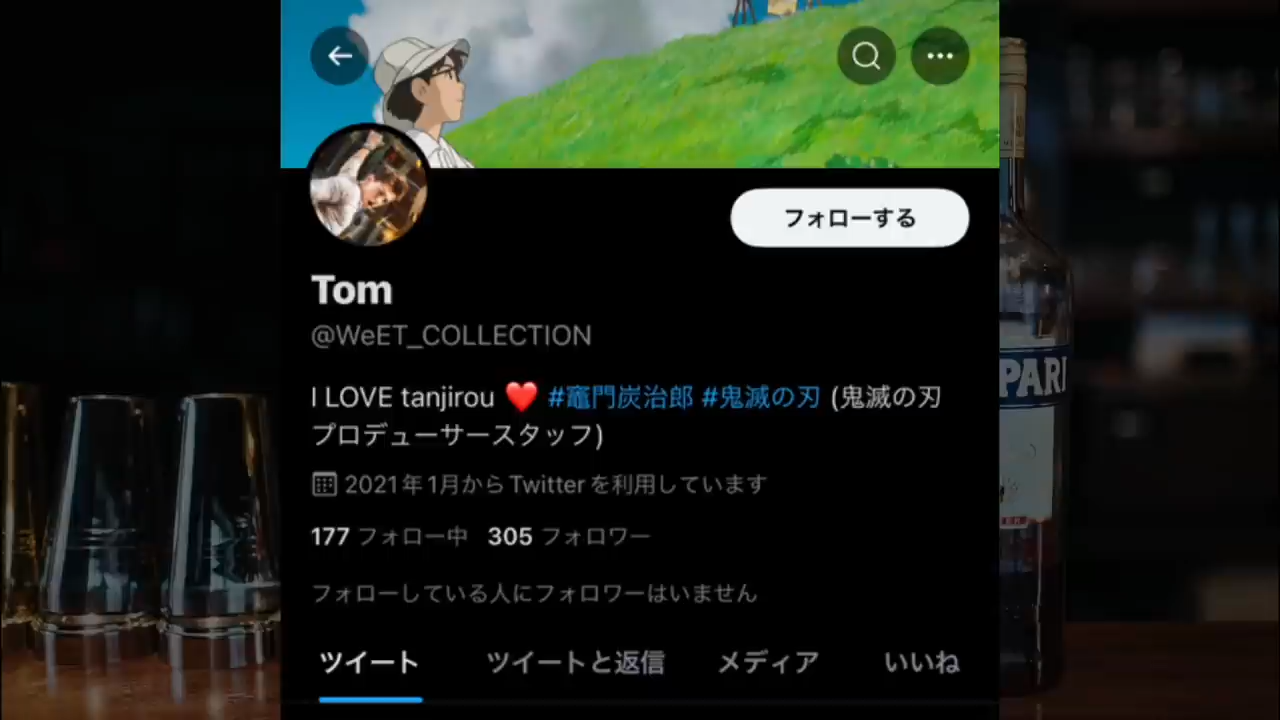 フォローする
Tom
@WeET_COLLECTION
I LOVE tanjirou ❤️ #竈門炭治郎 #鬼滅の刃 (鬼滅の刃
プロデューサースタッフ)
2021年1月からTwitterを利用しています
177 フォロー中 305 フォロワー
フォローしている人にフォロワーはいません
ツイート ツイートと返信 メディア いいね
PARI